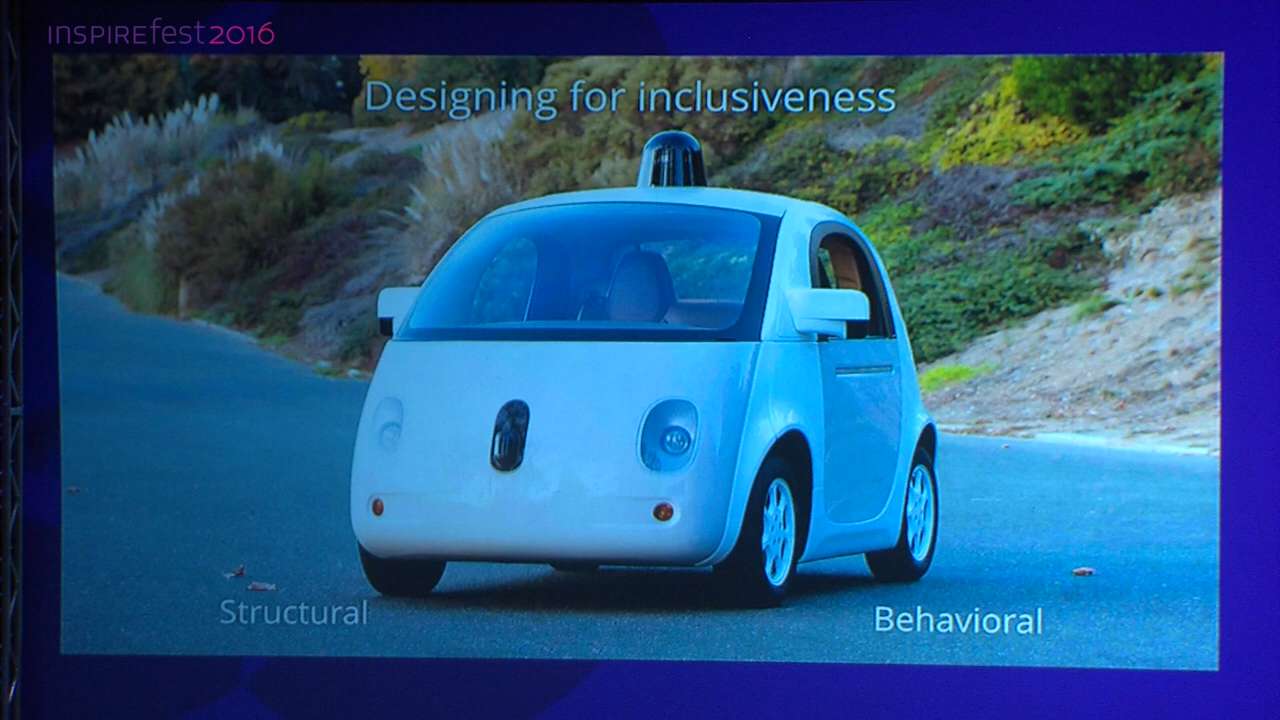 INSPIREfest2016
Designing for inclusiveness
Structural
Behavioral